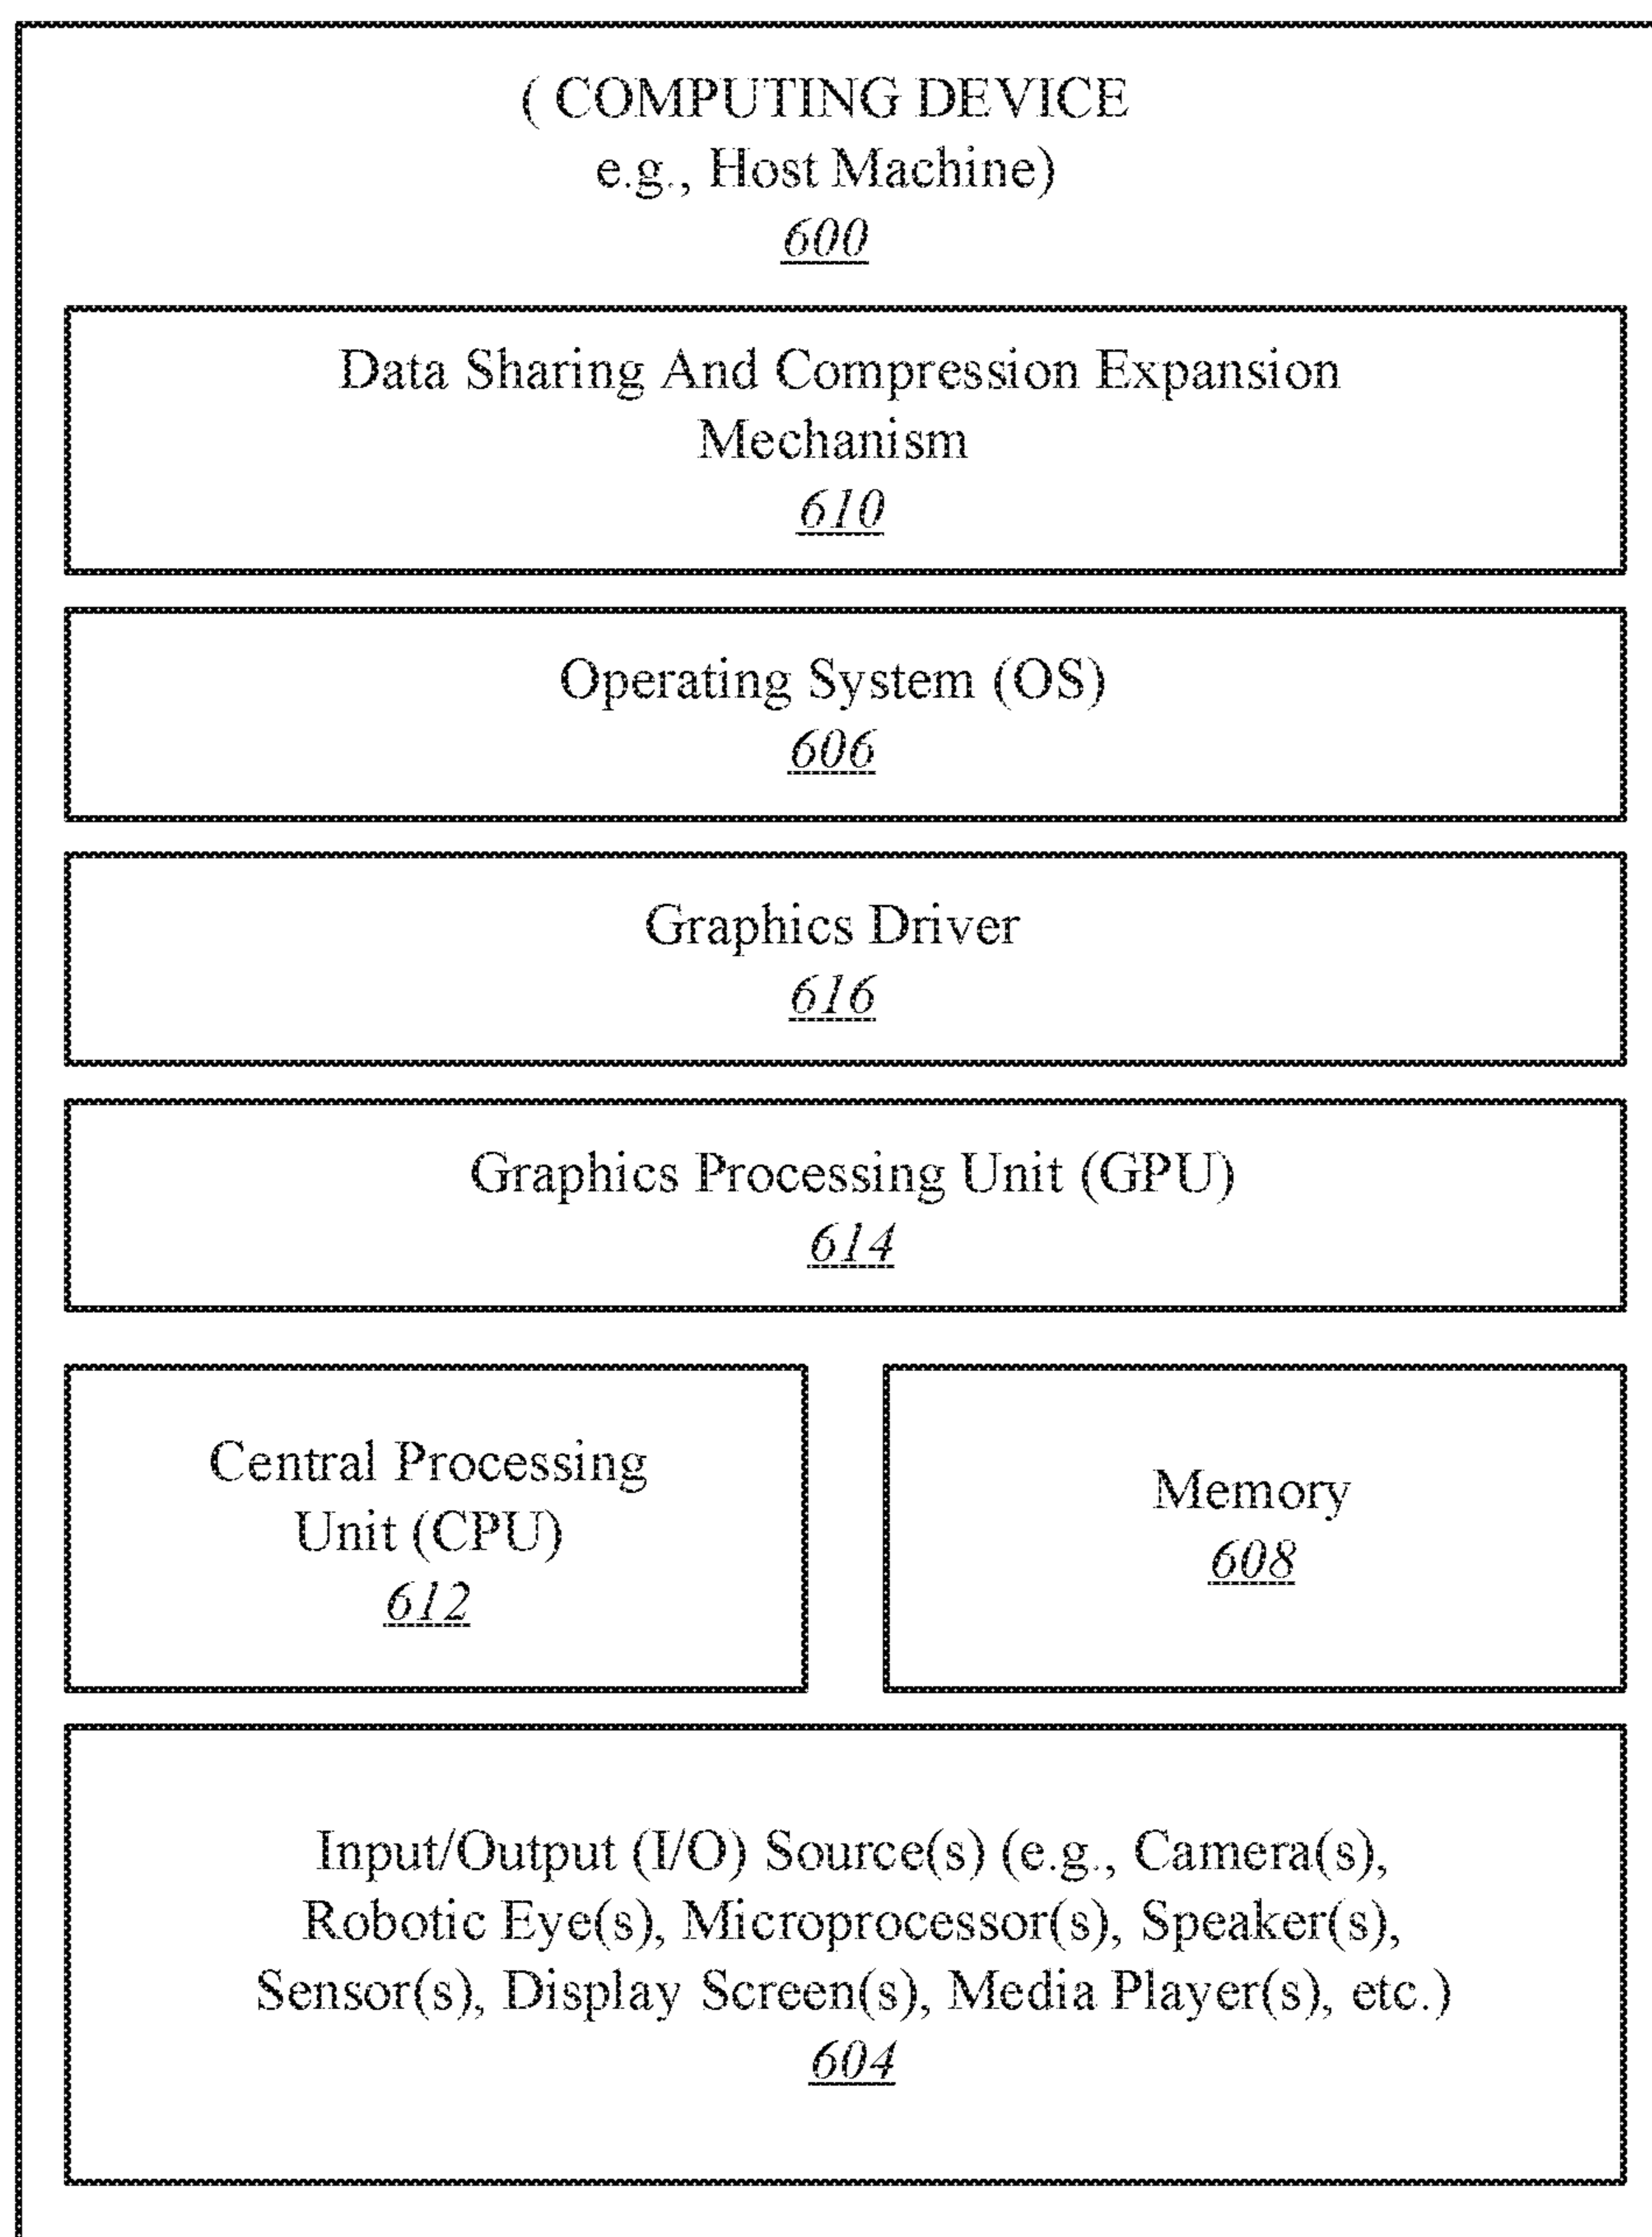 ( COMPUTING DEVICE
e.g., Host Machine)
600
Data Sharing And Compression Expansion
Mechanism
610
Operating System (OS)
606
Graphics Driver
616
Graphics Processing Unit (GPU)
614
Central Processing
Unit (CPU)
612
Memory
608
Input/Output (I/O) Source(s) (e.g., Camera(s),
Robotic Eye(s), Microprocessor(s), Speaker(s),
Sensor(s), Display Screen(s), Media Player(s), etc.)
604